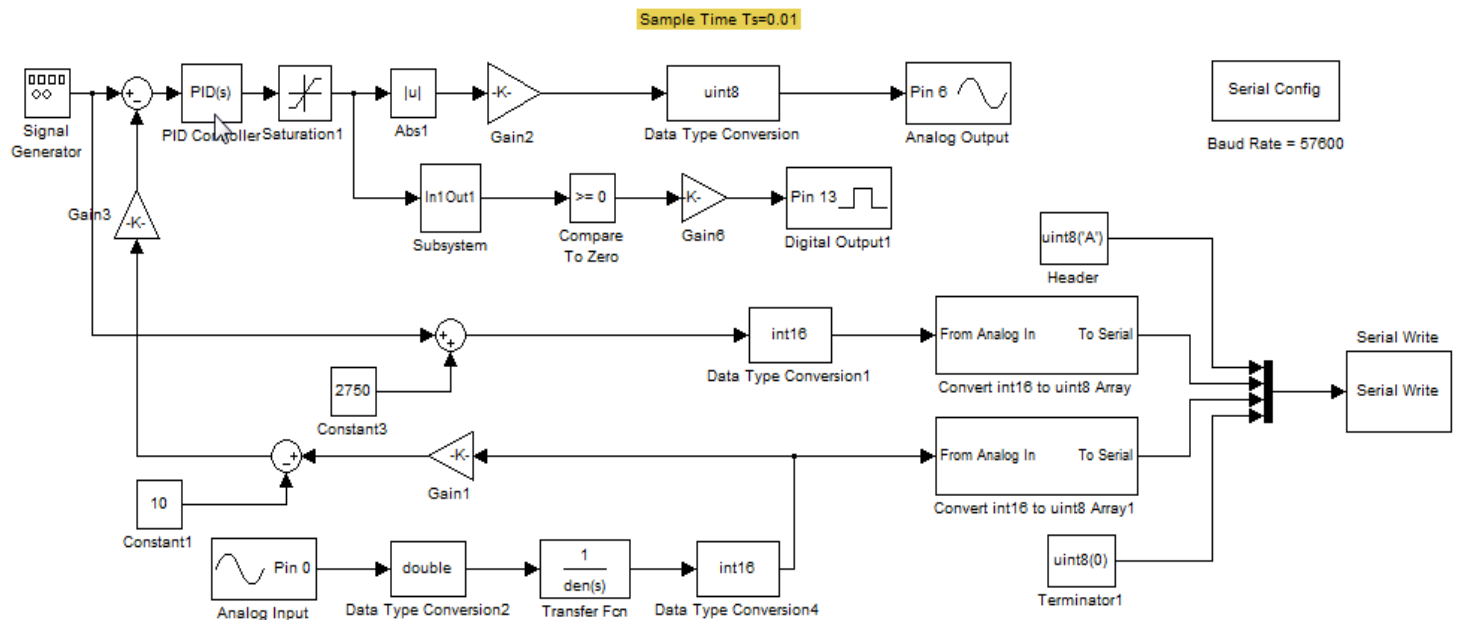 Sample Time Ts=0.01
Signal
Generator
+
−
PID(s)
PID Controller
Saturation1
|u|
Abs1
-K-
Gain2
uint8
Data Type Conversion
Pin 6
Analog Output
Serial Config
Baud Rate = 57600
Gain3
-K-
In1Out1
Subsystem
>= 0
Compare
To Zero
-K-
Gain6
Pin 13
Digital Output1
uint8('A')
Header
+
+
2750
Constant3
int16
Data Type Conversion1
From Analog In To Serial
Convert int16 to uint8 Array
Serial Write
Serial Write
+
−
10
Constant1
-K-
Gain1
From Analog In To Serial
Convert int16 to uint8 Array1
Pin 0
Analog Input
double
Data Type Conversion2
1
den(s)
Transfer Fcn
int16
Data Type Conversion4
uint8(0)
Terminator1